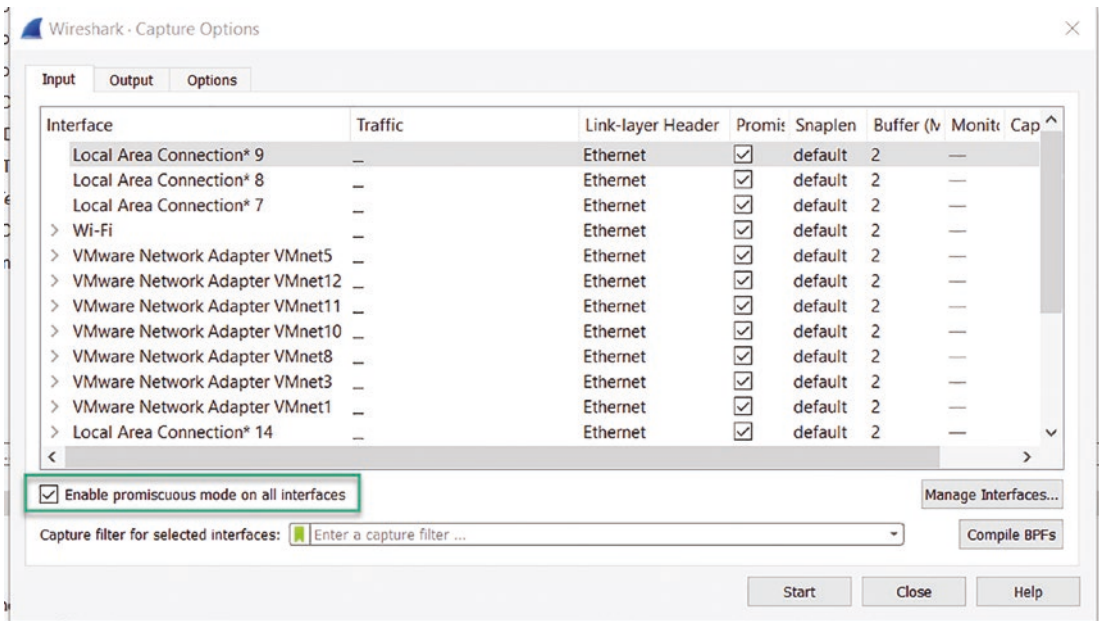 Wireshark · Capture Options
Input Output Options
Interface Traffic Link-layer Header Promis Snaplen Buffer (M Monito Cap
Local Area Connection* 9 _ Ethernet default 2 —
Local Area Connection* 8 _ Ethernet default 2 —
Local Area Connection* 7 _ Ethernet default 2 —
Wi-Fi _ Ethernet default 2 —
VMware Network Adapter VMnet5 _ Ethernet default 2 —
VMware Network Adapter VMnet12 _ Ethernet default 2 —
VMware Network Adapter VMnet11 _ Ethernet default 2 —
VMware Network Adapter VMnet10 _ Ethernet default 2 —
VMware Network Adapter VMnet8 _ Ethernet default 2 —
VMware Network Adapter VMnet3 _ Ethernet default 2 —
VMware Network Adapter VMnet1 _ Ethernet default 2 —
Local Area Connection* 14 _ Ethernet default 2 —
Enable promiscuous mode on all interfaces Manage Interfaces...
Capture filter for selected interfaces: Enter a capture filter ... Compile BPFs
Start Close Help